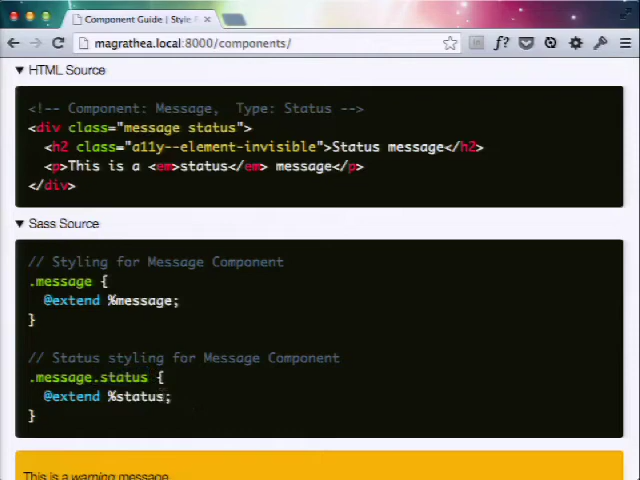 Component Guide | Style
magrathea.local:8000/components/
f?
▼ HTML Source
<!-- Component: Message,  Type: Status -->
<div class="message status">
<h2 class="a11y--element-invisible">Status message</h2>
<p>This is a <em>status</em> message</p>
</div>
▼ Sass Source
// Styling for Message Component
.message {
@extend %message;
}
// Status styling for Message Component
.message.status {
@extend %status;
}
This is a warning message